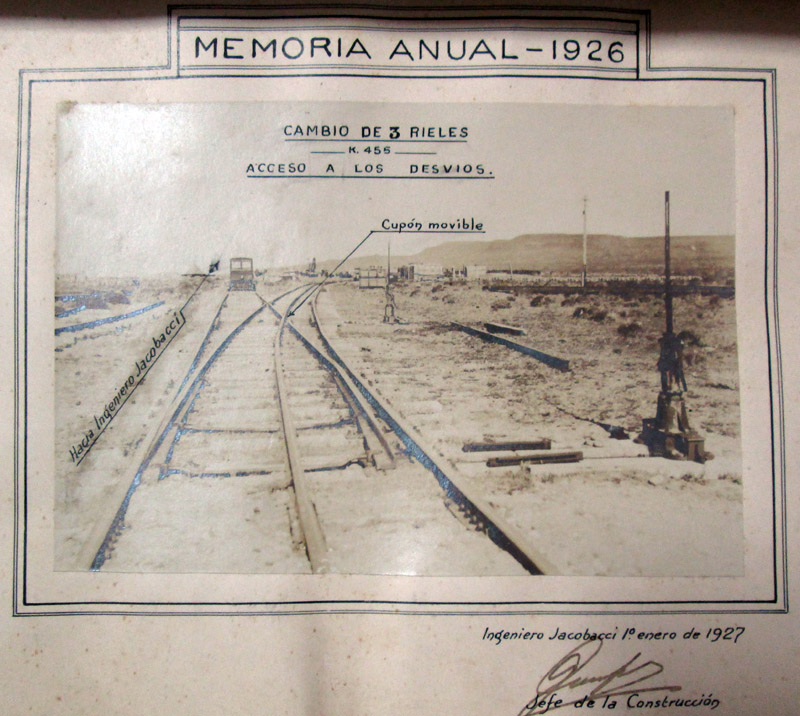 MEMORIA ANUAL - 1926
CAMBIO DE 3 RIELES
K. 455
ACCESO A LOS DESVIOS.
Cupón movible
Hacia Ingeniero Jacobacci
Ingeniero Jacobacci 1º enero de 1927
Jefe de la Construcción